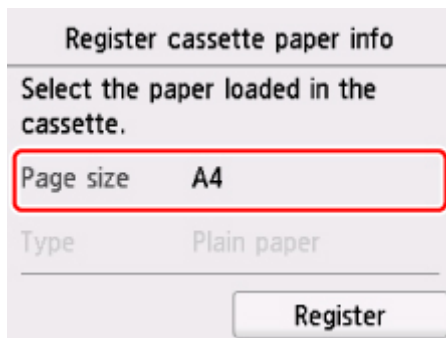 Register cassette paper info
Select the paper loaded in the
cassette.
Page size A4
Type Plain paper
Register